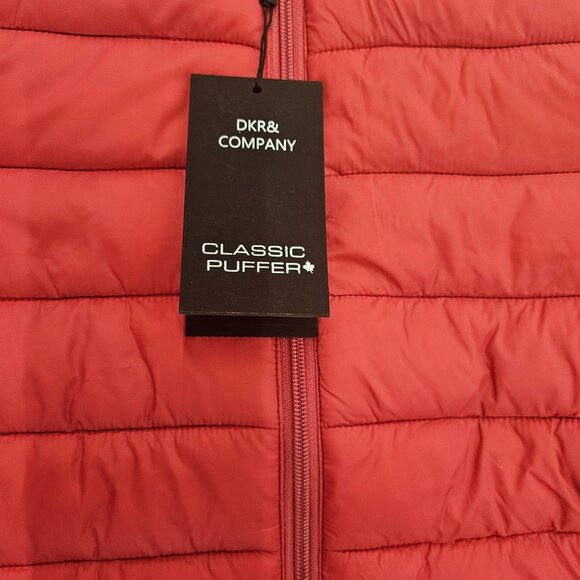 DKR&
COMPANY
CLASSIC
PUFFER